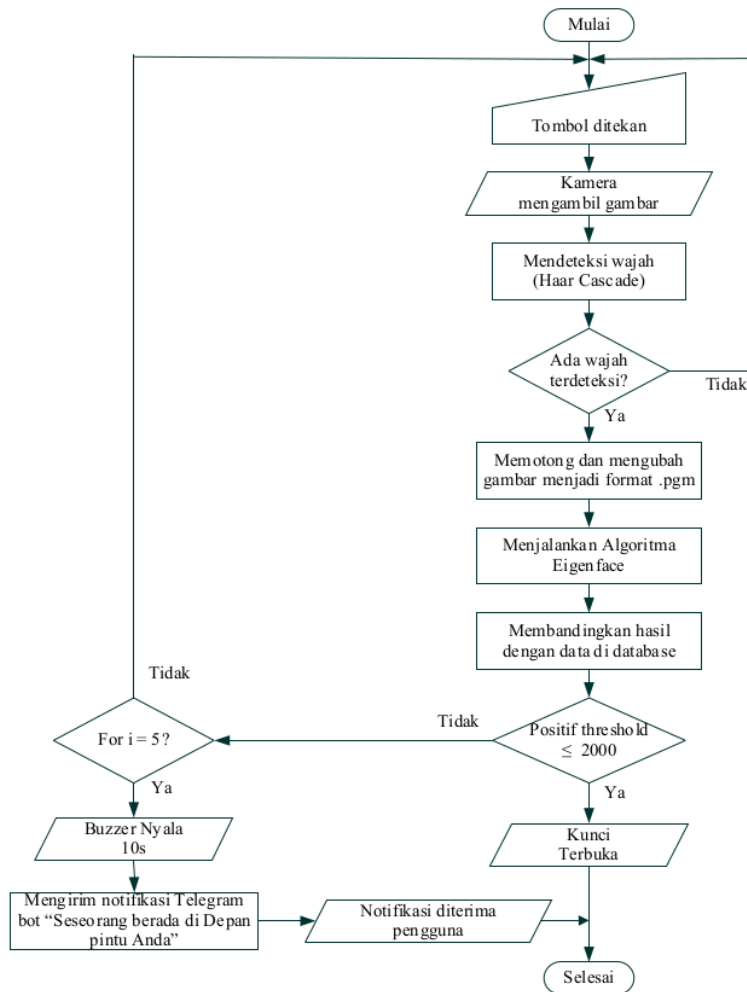 Mulai
Tombol ditekan
Kamera
mengambil gambar
Mendeteksi wajah
(Haar Cascade)
Ada wajah
terdeteksi?
Tidak
Ya
Memotong dan mengubah
gambar menjadi format .pgm
Menjalankan Algoritma
Eigenface
Membandingkan hasil
dengan data di database
Positif threshold
≤ 2000
Tidak
Ya
For i = 5?
Tidak
Ya
Buzzer Nyala
10s
Mengirim notifikasi Telegram
bot “Seseorang berada di Depan
pintu Anda”
Notifikasi diterima
pengguna
Kunci
Terbuka
Selesai